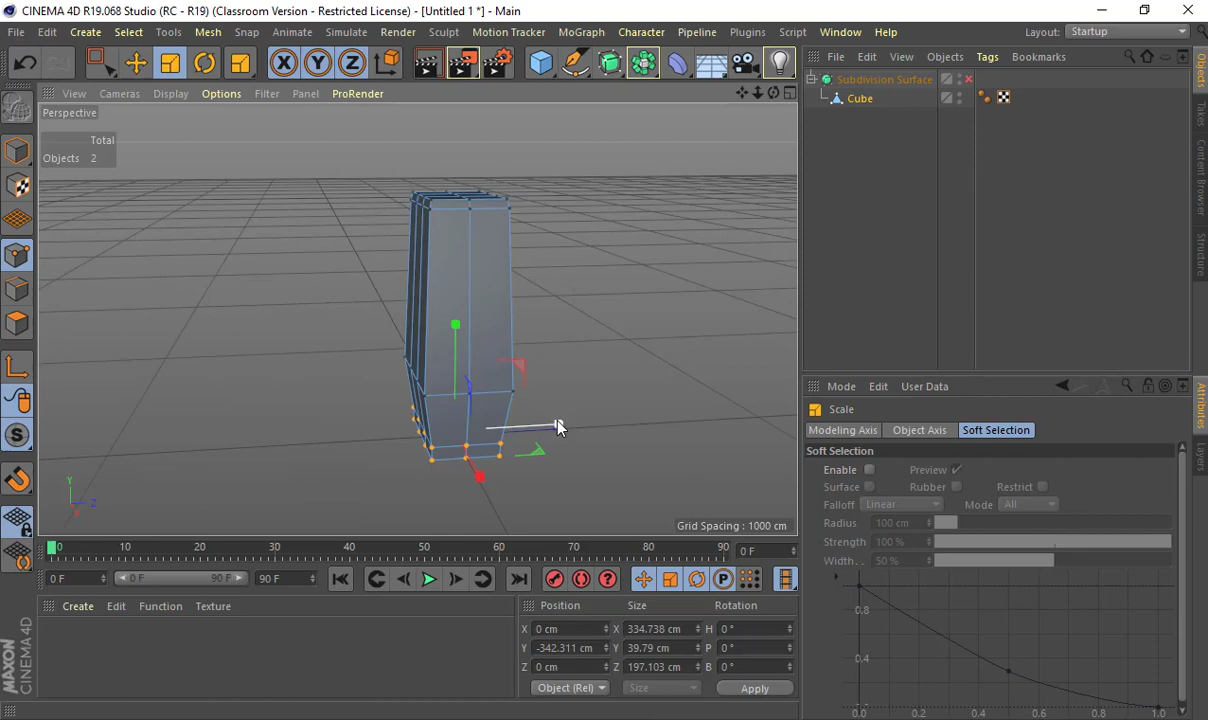 CINEMA 4D R19.068 Studio (RC - R19) (Classroom Version - Restricted License) - [Untitled 1 *] - Main
File Edit Create Select Tools Mesh Snap Animate Simulate Render Sculpt Motion Tracker MoGraph Character Pipeline Plugins Script Window Help Layout: Startup
X Y Z
File Edit View Objects Tags Bookmarks
Subdivision Surface
Cube
View Cameras Display Options Filter Panel ProRender
Perspective
Total
Objects 2
Y
Z
X
Grid Spacing : 1000 cm
Objects
Takes
Content Browser
Structure
Mode Edit User Data
Scale
Modeling Axis Object Axis Soft Selection
Soft Selection
Enable Preview
Surface Rubber Restrict
Falloff Linear Mode All
Radius 100 cm
Strength 100 %
Width. . 50 %
0.8
0.4
0.0 0.2 0.4 0.6 0.8 1.0
Attributes
Layers
0 10 20 30 40 50 60 70 80 90 0 F
0 F 0 F 90 F 90 F
Create Edit Function Texture
Position Size Rotation
X 0 cm X 334.738 cm H 0 °
Y -342.311 cm Y 39.79 cm P 0 °
Z 0 cm Z 197.103 cm B 0 °
Object (Rel) Size Apply
MAXON
CINEMA 4D